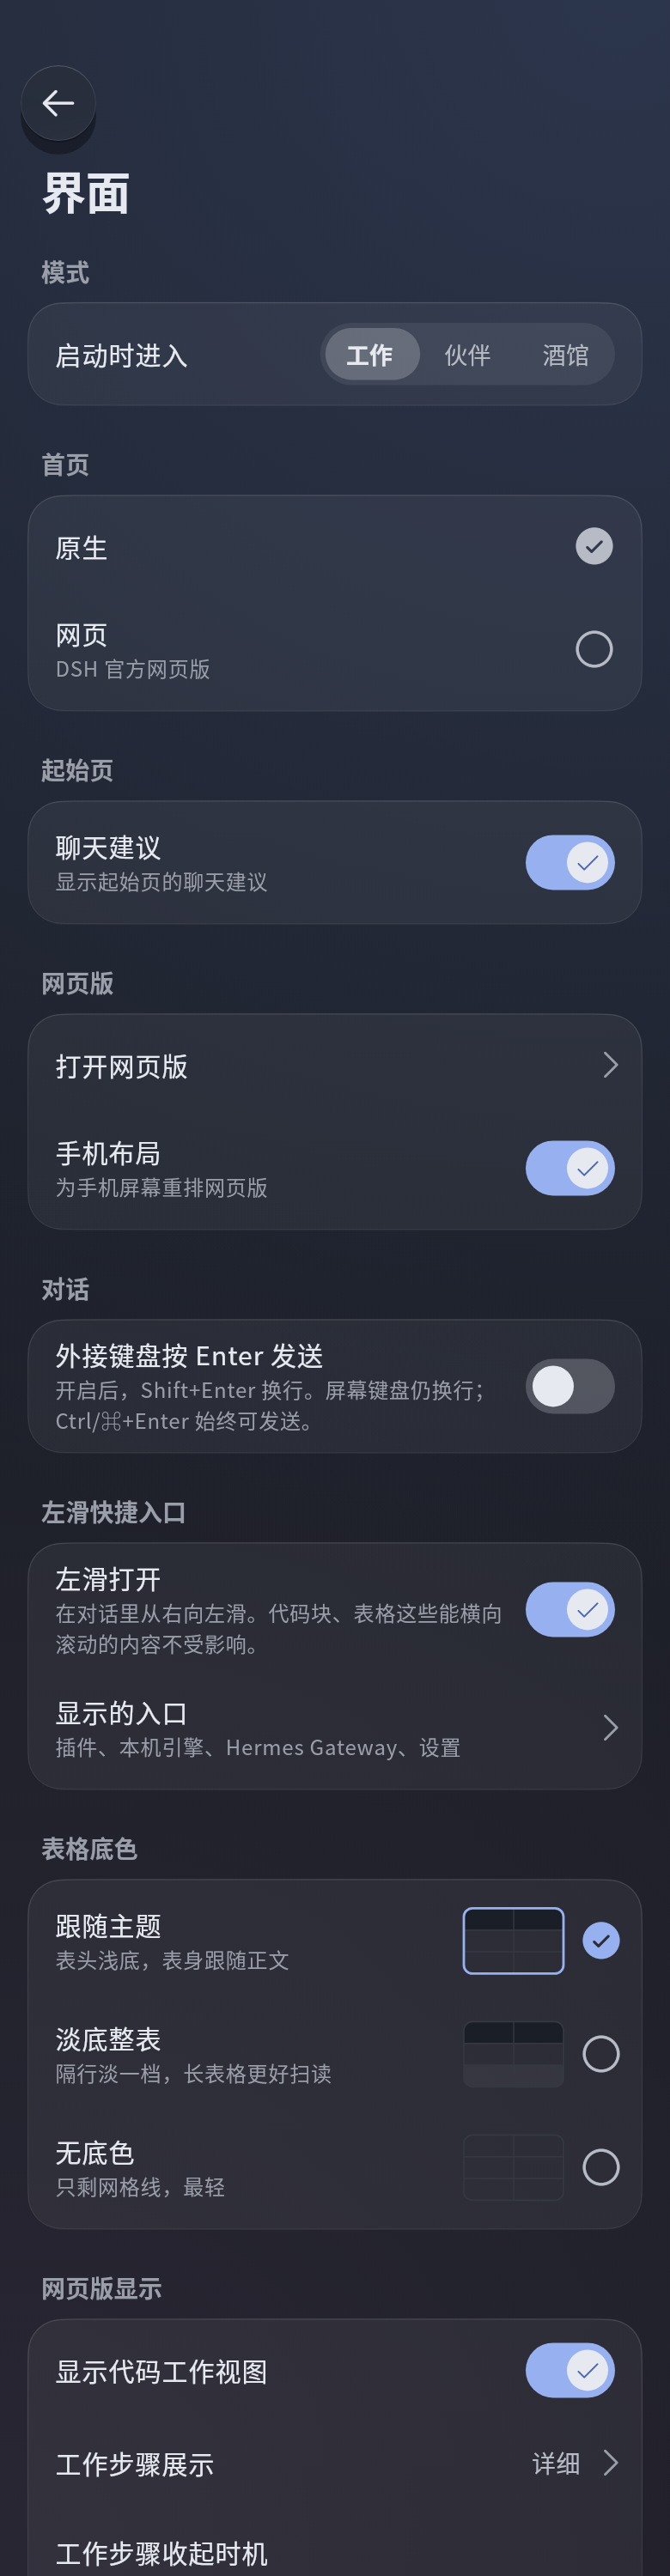 界面
模式
启动时进入
工作
伙伴
酒馆
首页
原生
网页
DSH 官方网页版
起始页
聊天建议
显示起始页的聊天建议
网页版
打开网页版
手机布局
为手机屏幕重排网页版
对话
外接键盘按 Enter 发送
开启后，Shift+Enter 换行。屏幕键盘仍换行；
Ctrl/⌘+Enter 始终可发送。
左滑快捷入口
左滑打开
在对话里从右向左滑。代码块、表格这些能横向
滚动的内容不受影响。
显示的入口
插件、本机引擎、Hermes Gateway、设置
表格底色
跟随主题
表头浅底，表身跟随正文
淡底整表
隔行淡一档，长表格更好扫读
无底色
只剩网格线，最轻
网页版显示
显示代码工作视图
工作步骤展示
详细
工作步骤收起时机